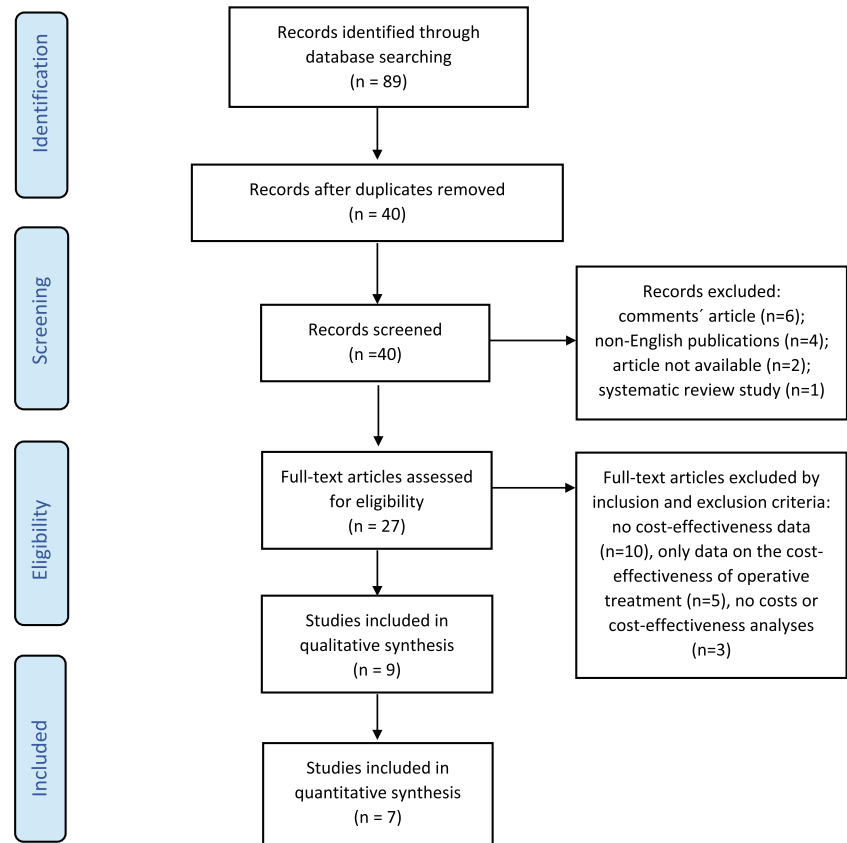 Identification
Records identified through
database searching
(n = 89)
Records after duplicates removed
(n = 40)
Screening
Records screened
(n =40)
Records excluded:
comments´ article (n=6);
non-English publications (n=4);
article not available (n=2);
systematic review study (n=1)
Eligibility
Full-text articles assessed
for eligibility
(n = 27)
Full-text articles excluded by
inclusion and exclusion criteria:
no cost-effectiveness data
(n=10), only data on the cost-
effectiveness of operative
treatment (n=5), no costs or
cost-effectiveness analyses
(n=3)
Studies included in
qualitative synthesis
(n = 9)
Included
Studies included in
quantitative synthesis
(n = 7)